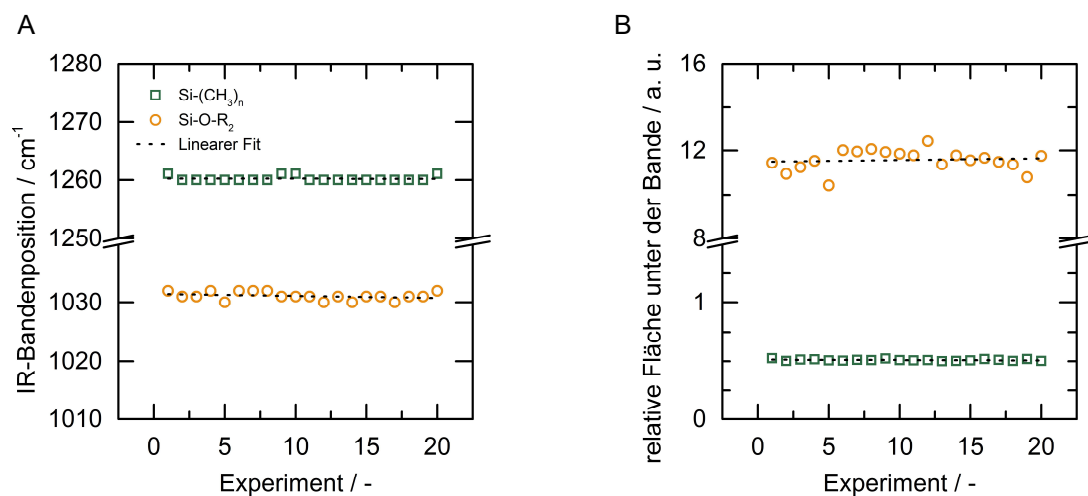 A
IR-Bandenposition / cm⁻¹
1280
1270
1260
1250
1030
1020
1010
Si-(CH₃)ₙ
Si-O-R₂
Linearer Fit
0 5 10 15 20
Experiment / -
B
relative Fläche unter der Bande / a. u.
16
12
8
1
0
0 5 10 15 20
Experiment / -